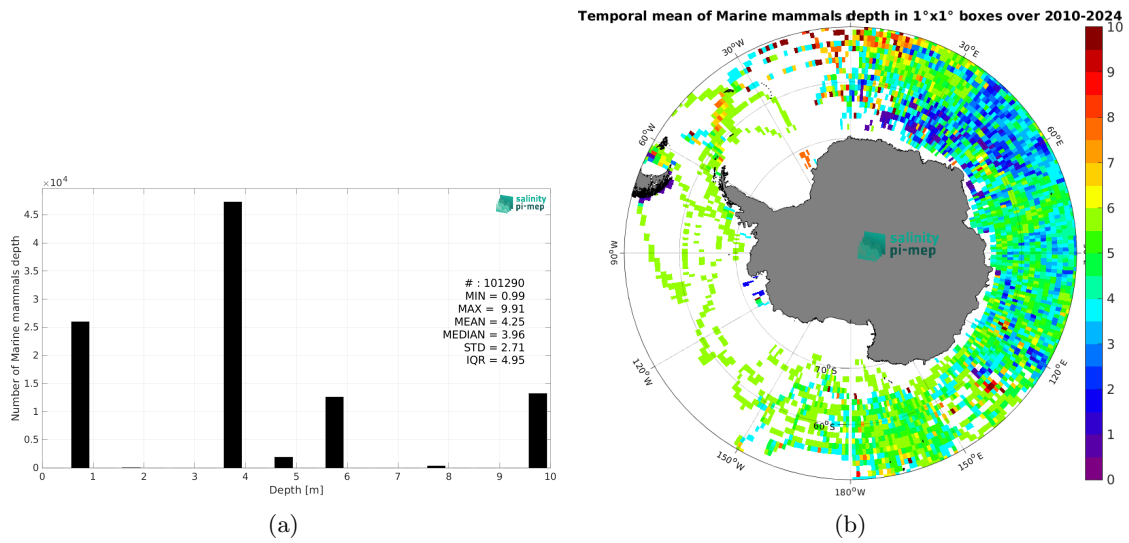 ×10⁴
4.5
4
3.5
3
2.5
2
1.5
1
0.5
0
Number of Marine mammals depth
salinity
pi-mep
# : 101290
MIN = 0.99
MAX = 9.91
MEAN = 4.25
MEDIAN = 3.96
STD = 2.71
IQR = 4.95
0 1 2 3 4 5 6 7 8 9 10
Depth [m]
(a)
Temporal mean of Marine mammals depth in 1°x1° boxes over 2010-2024
30°W
30°E
60°W
60°E
90°W
120°W
120°E
150°W
150°E
180°W
70°S
60°S
salinity
pi-mep
10
9
8
7
6
5
4
3
2
1
0
(b)